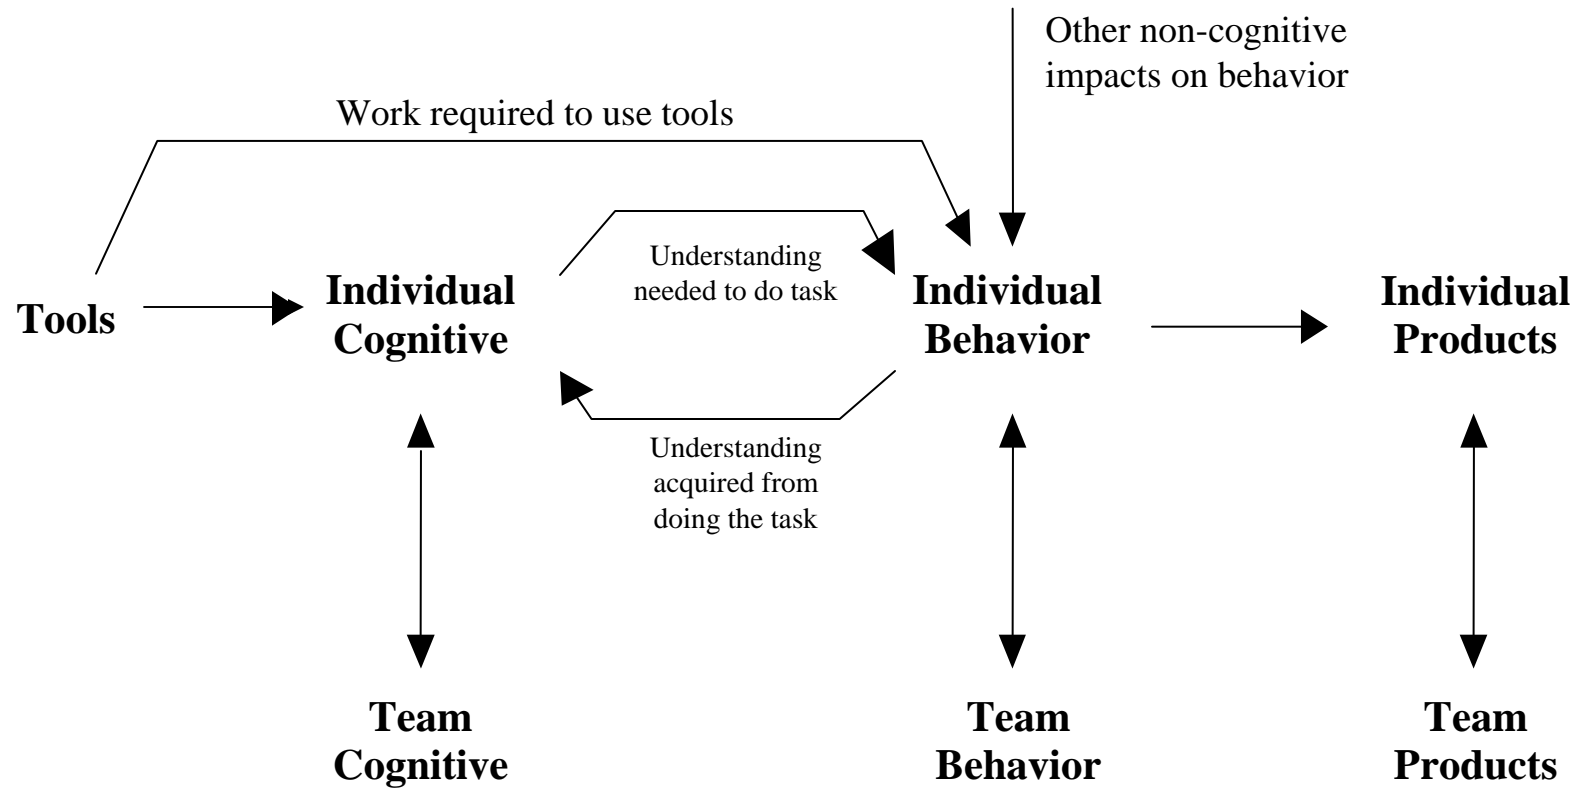 Other non-cognitive
impacts on behavior
Work required to use tools
Understanding
needed to do task
Tools
Individual
Cognitive
Individual
Behavior
Individual
Products
Understanding
acquired from
doing the task
Team
Cognitive
Team
Behavior
Team
Products